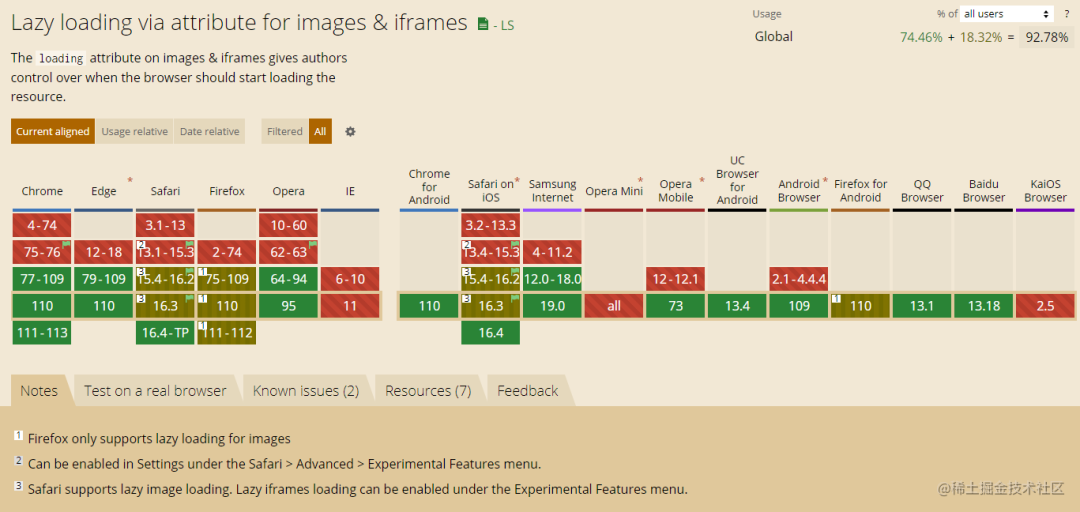 Lazy loading via attribute for images & iframes - LS
Usage % of all users ?
Global 74.46% + 18.32% = 92.78%
The loading attribute on images & iframes gives authors
control over when the browser should start loading the
resource.
Current aligned Usage relative Date relative Filtered All
Chrome Edge * Safari Firefox Opera IE Chrome for Android Safari on iOS * Samsung Internet Opera Mini * Opera Mobile * UC Browser for Android Android Browser * Firefox for Android QQ Browser Baidu Browser KaiOS Browser
4-74 3.1-13 10-60 3.2-13.3
75-76 12-18 2 13.1-15.3 2-74 62-63 2 13.4-15.3 4-11.2
77-109 79-109 3 15.4-16.2 1 75-109 64-94 6-10 3 15.4-16.2 12.0-18.0 12-12.1 2.1-4.4.4
110 110 3 16.3 1 110 95 11 110 3 16.3 19.0 all 73 13.4 109 1 110 13.1 13.18 2.5
111-113 16.4-TP 1 111-112 16.4
Notes Test on a real browser Known issues (2) Resources (7) Feedback
1 Firefox only supports lazy loading for images
2 Can be enabled in Settings under the Safari > Advanced > Experimental Features menu.
3 Safari supports lazy image loading. Lazy iframes loading can be enabled under the Experimental Features menu.
@稀土掘金技术社区